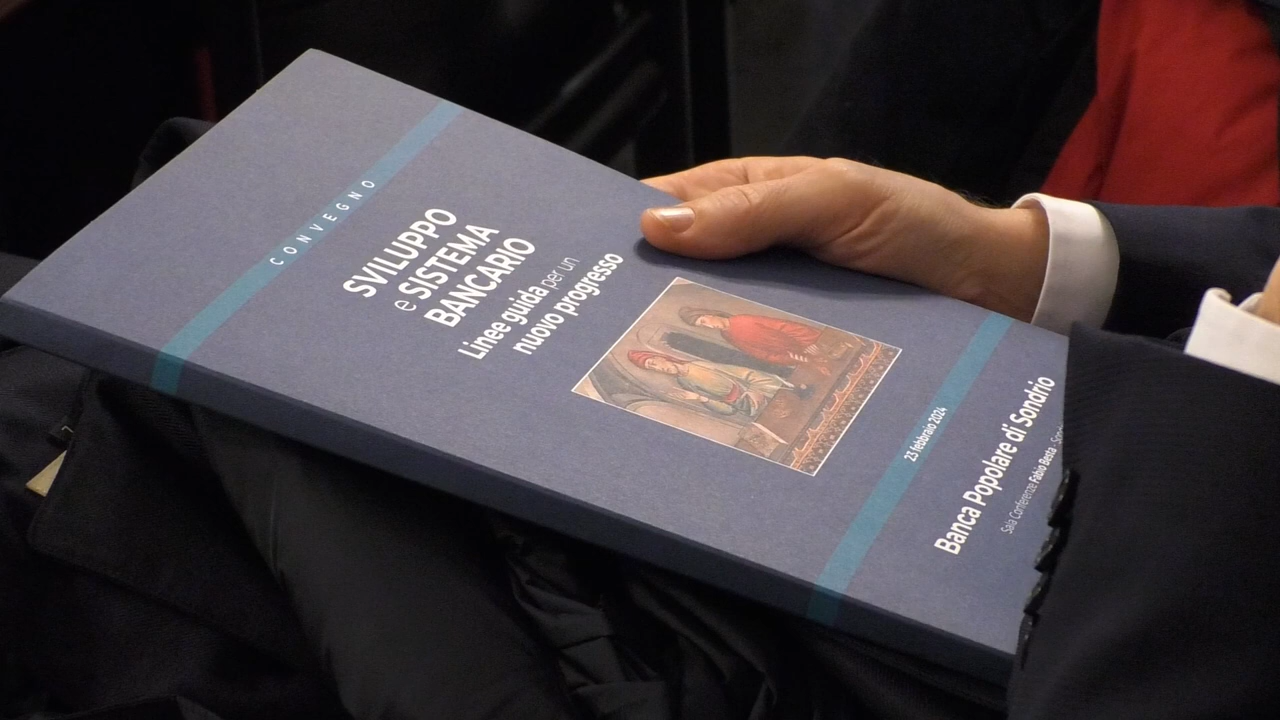 CONVEGNO
SVILUPPO
e SISTEMA
BANCARIO
Linee guida per un
nuovo progresso
23 febbraio 2024
Banca Popolare di Sondrio
Sala Conferenze Fabio Besta -